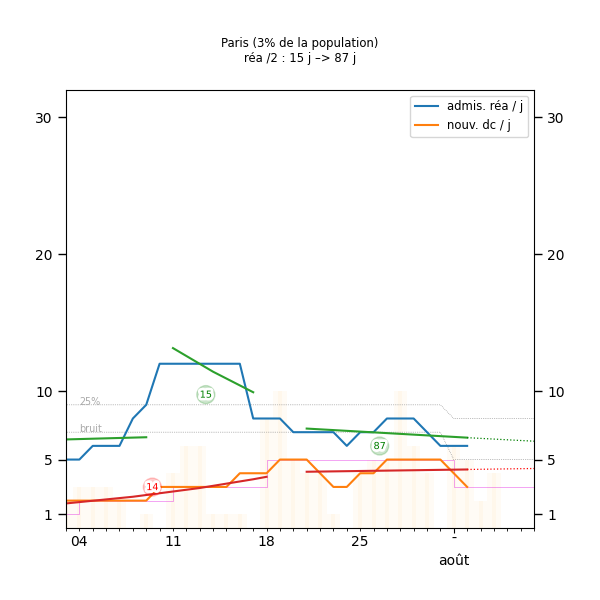 Paris (3% de la population)
réa /2 : 15 j –> 87 j
admis. réa / j
nouv. dc / j
30 30
20 20
10 10
25%
15
bruit
87
5 5
14
1 1
04 11 18 25 -
août